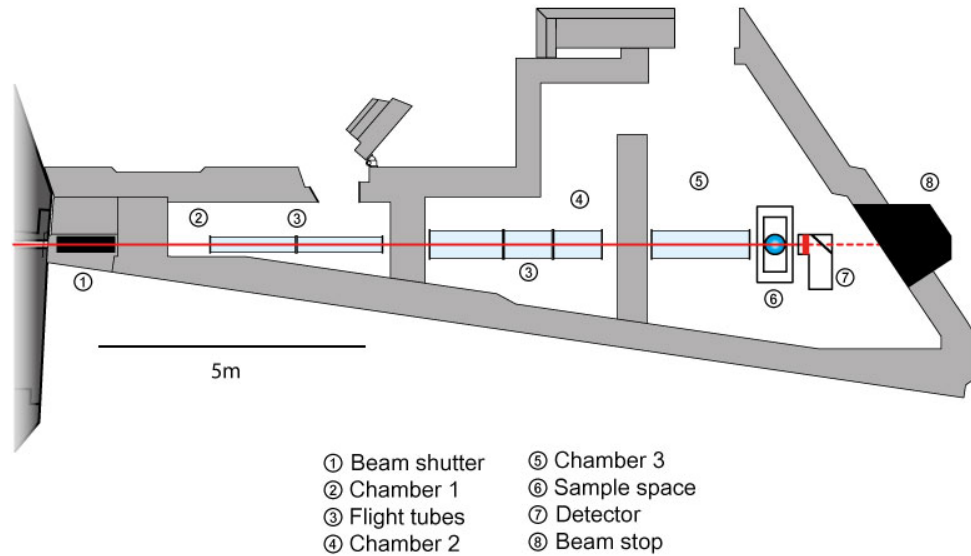 ② ③ ④ ⑤ ⑧
① ③ ⑥ ⑦
5m
① Beam shutter
② Chamber 1
③ Flight tubes
④ Chamber 2
⑤ Chamber 3
⑥ Sample space
⑦ Detector
⑧ Beam stop